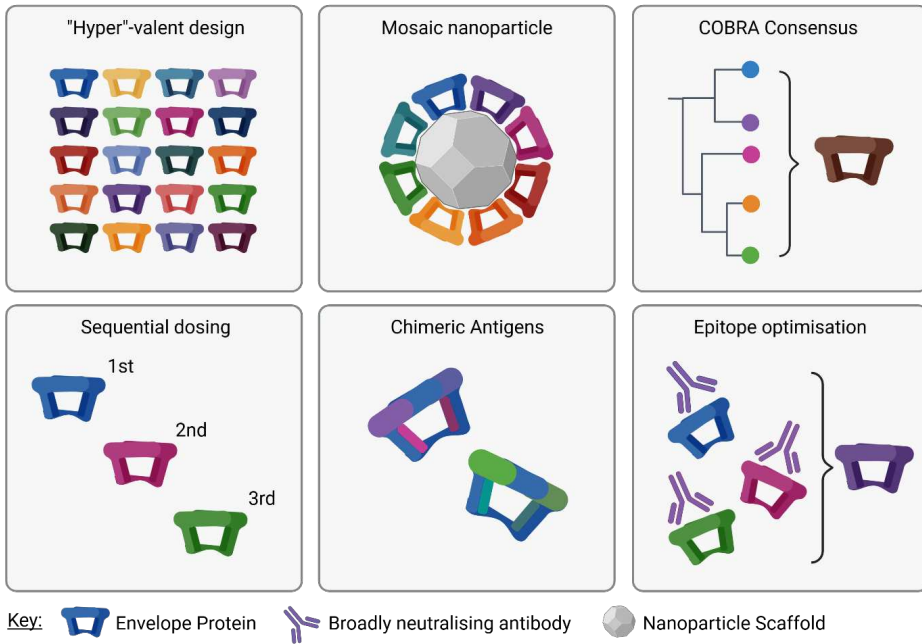 "Hyper"-valent design
Mosaic nanoparticle
COBRA Consensus
Sequential dosing
1st
2nd
3rd
Chimeric Antigens
Epitope optimisation
Key:
Envelope Protein
Broadly neutralising antibody
Nanoparticle Scaffold